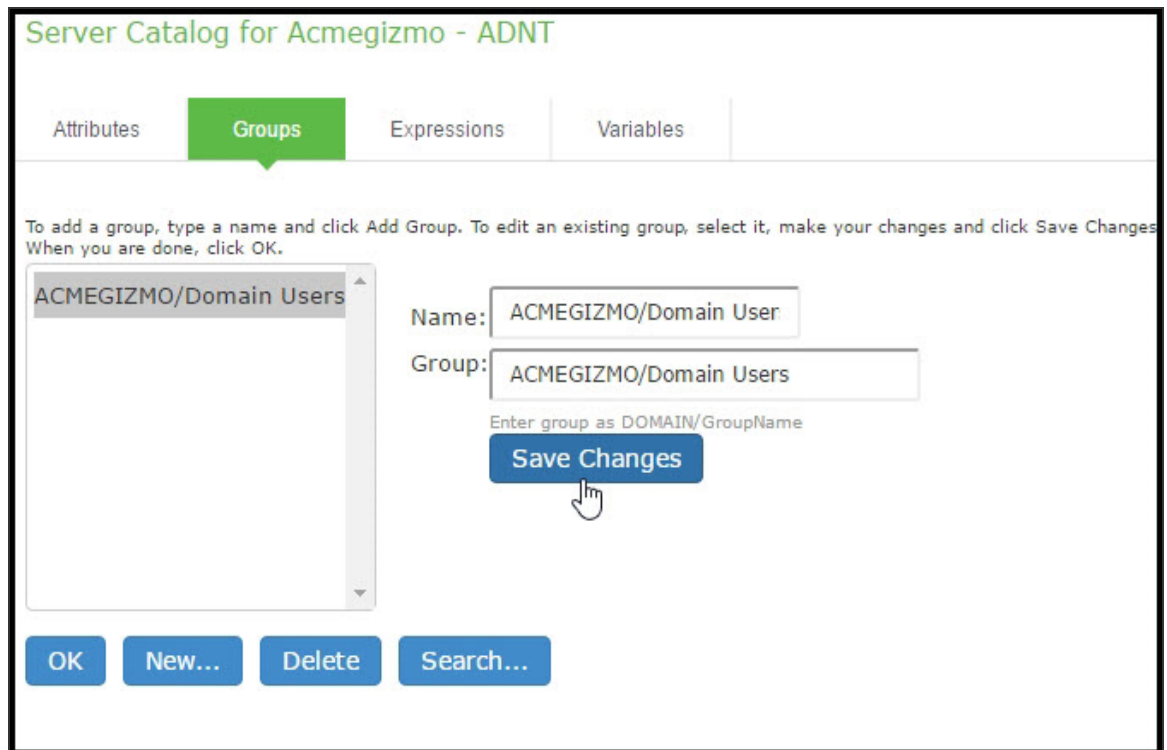 Server Catalog for Acmegizmo - ADNT
Attributes
Groups
Expressions
Variables
To add a group, type a name and click Add Group. To edit an existing group, select it, make your changes and click Save Changes
When you are done, click OK.
ACMEGIZMO/Domain Users
Name: ACMEGIZMO/Domain User
Group: ACMEGIZMO/Domain Users
Enter group as DOMAIN/GroupName
Save Changes
OK
New...
Delete
Search...